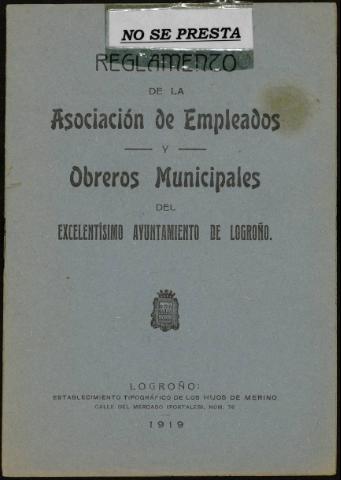 NO SE PRESTA
REGLAMENTO
DE LA
Asociación de Empleados
Y
Obreros Municipales
DEL
EXCELENTÍSIMO AYUNTAMIENTO DE LOGROÑO.
LOGROÑO:
ESTABLECIMIENTO TIPOGRÁFICO DE LOS HIJOS DE MERINO
CALLE DEL MERCADO (PORTALES), NÚM. 76
1919